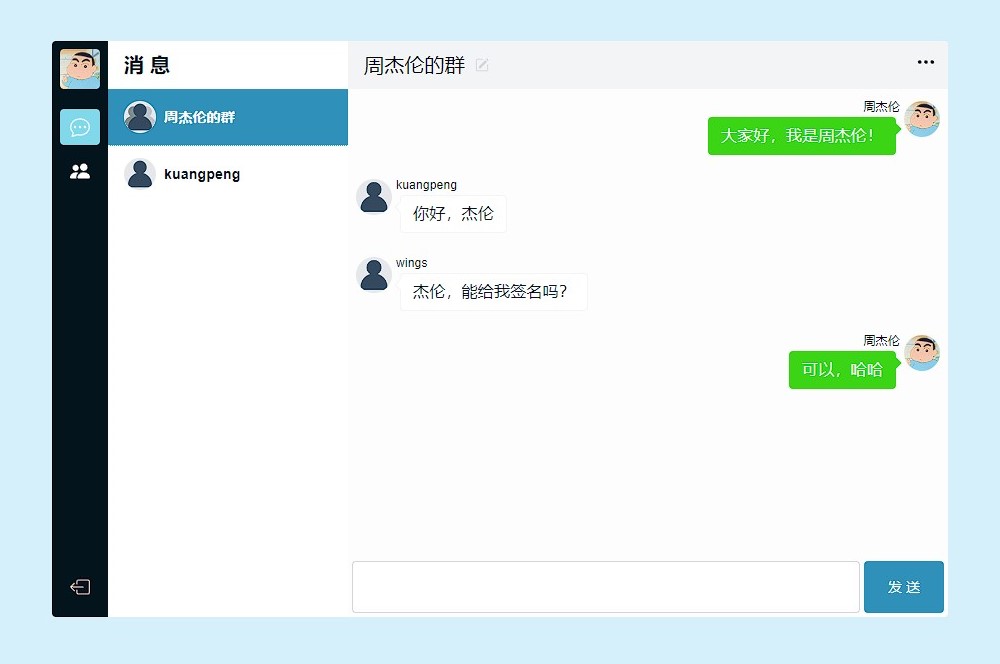 消 息
周杰伦的群
kuangpeng
周杰伦的群
周杰伦
大家好，我是周杰伦！
kuangpeng
你好，杰伦
wings
杰伦，能给我签名吗？
周杰伦
可以，哈哈
发 送